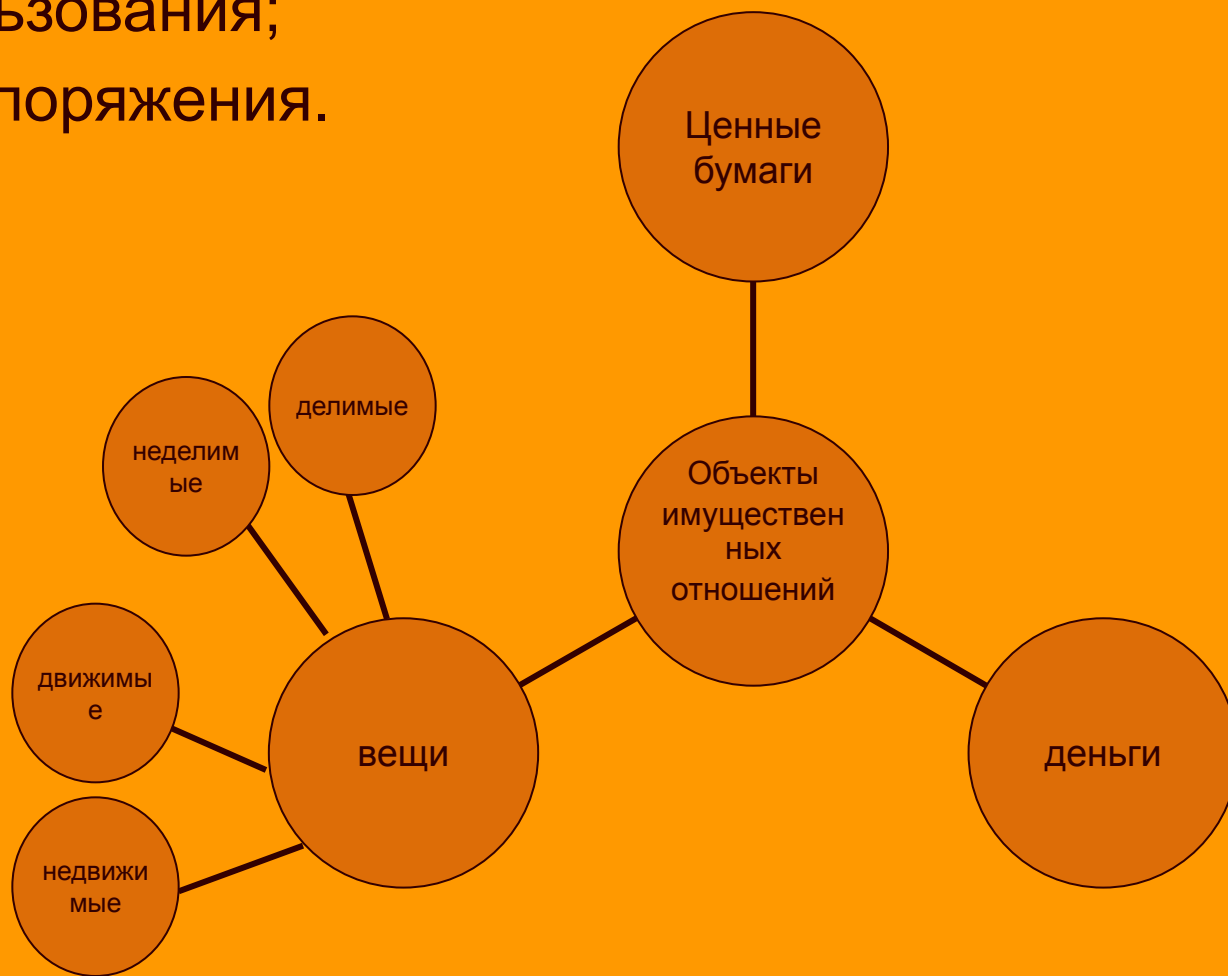 ьзования;
поряжения.
Ценные
бумаги
делимые
неделим
ые
Объекты
имуществен
ных
отношений
движимы
е
вещи
деньги
недвижи
мые